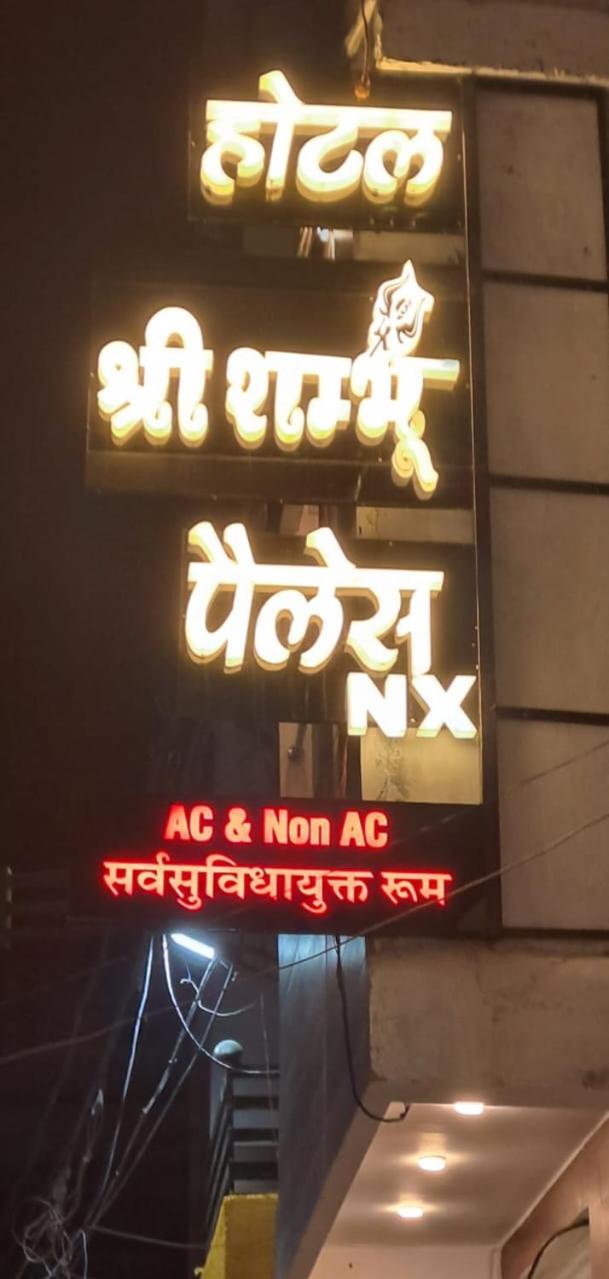 होटल
श्री शम्भू
पैलेस
NX
AC & Non AC
सर्वसुविधायुक्त रूम